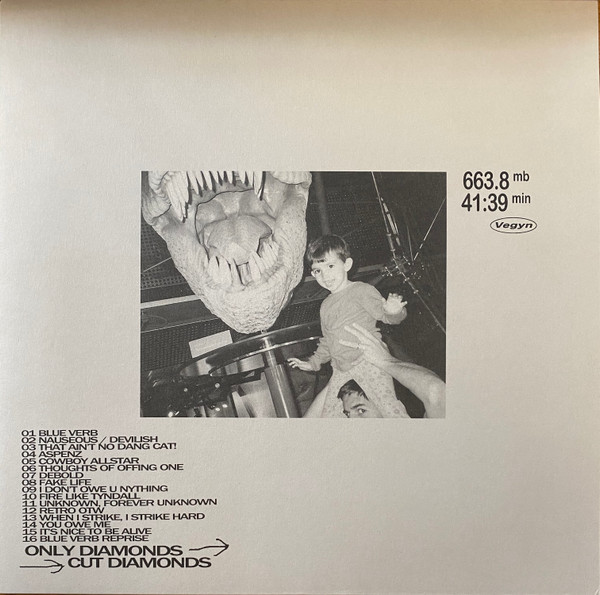 663.8 mb
41:39 min
Vegyn
01 BLUE VERB
02 NAUSEOUS / DEVILISH
03 THAT AIN'T NO DANG CAT!
04 ASPENZ
05 COWBOY ALLSTAR
06 THOUGHTS OF OFFING ONE
07 DEBOLD
08 FAKE LIFE
09 I DON'T OWE U NYTHING
10 FIRE LIKE TYNDALL
11 UNKNOWN, FOREVER UNKNOWN
12 RETRO OTW
13 WHEN I STRIKE, I STRIKE HARD
14 YOU OWE ME
15 IT'S NICE TO BE ALIVE
16 BLUE VERB REPRISE
ONLY DIAMONDS
CUT DIAMONDS